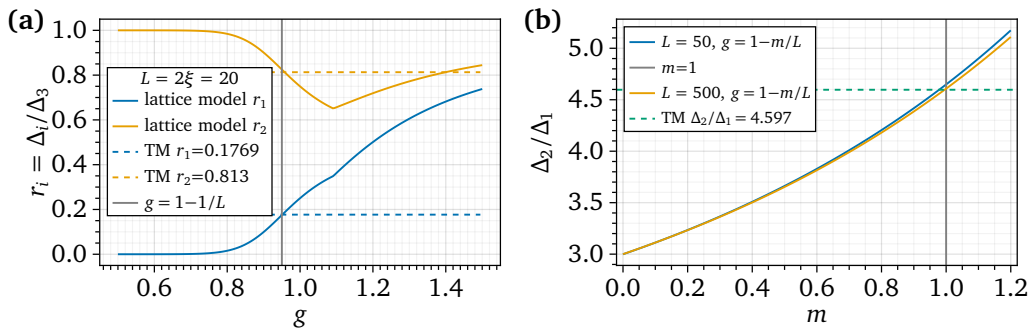 (a)
1.0
0.8
0.6
0.4
0.2
0.0
r_i = Δ_i/Δ_3
L = 2ξ = 20
lattice model r_1
lattice model r_2
TM r_1=0.1769
TM r_2=0.813
g = 1−1/L
0.6 0.8 1.0 1.2 1.4
g
(b)
5.0
4.5
4.0
3.5
3.0
Δ_2/Δ_1
L = 50, g = 1−m/L
m=1
L = 500, g = 1−m/L
TM Δ_2/Δ_1 = 4.597
0.0 0.2 0.4 0.6 0.8 1.0 1.2
m